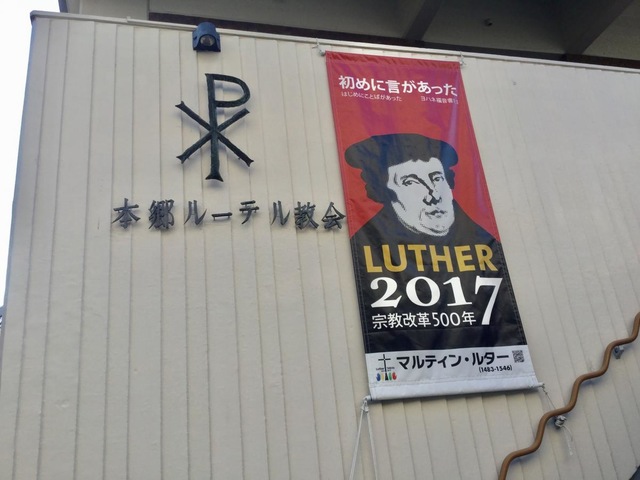 本郷ルーテル教会
初めに言があった
はじめにことばがあった ヨハネ福音書
LUTHER
2017
宗教改革500年
マルティン・ルター
(1483-1546)